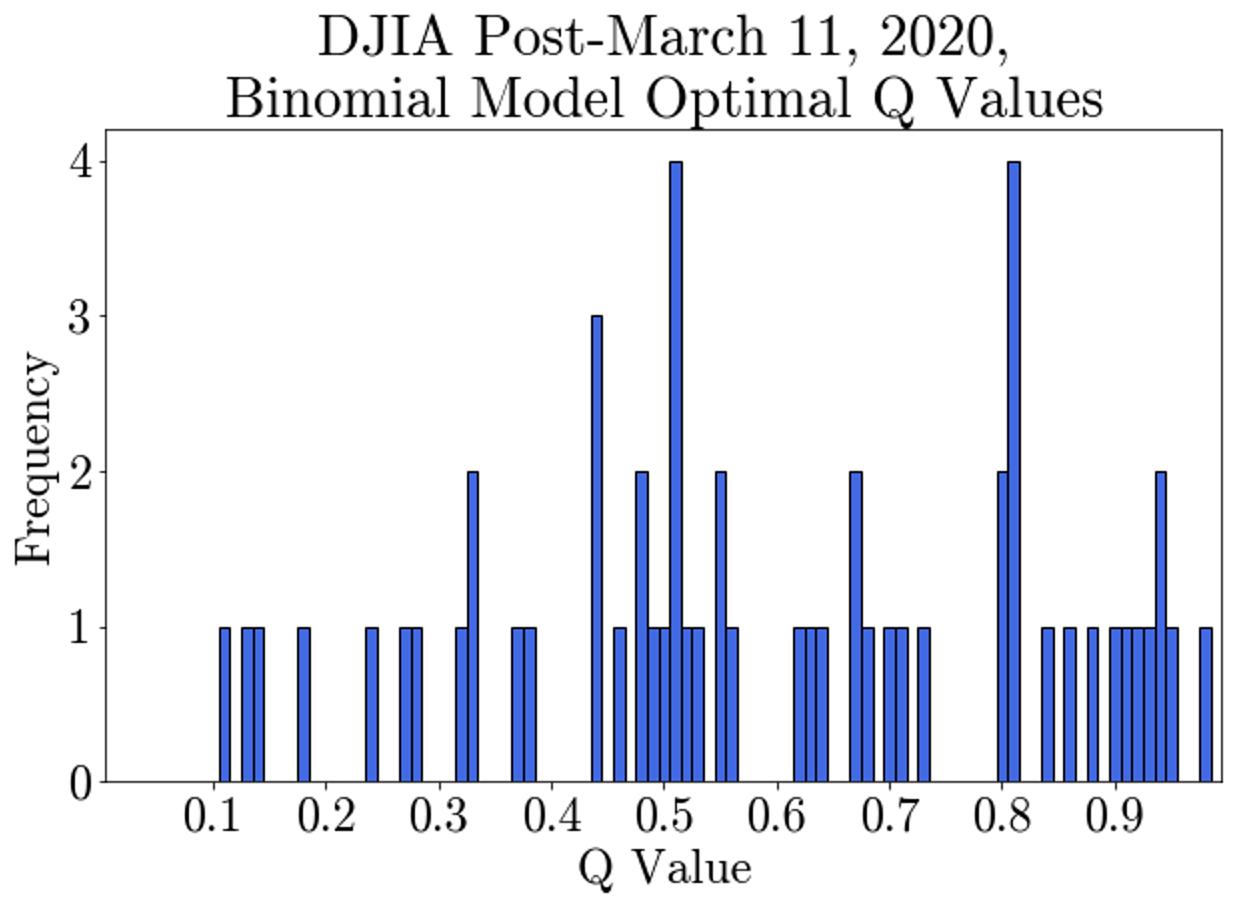 DJIA Post-March 11, 2020,
Binomial Model Optimal Q Values
4
3
2
1
0
Frequency
0.1 0.2 0.3 0.4 0.5 0.6 0.7 0.8 0.9
Q Value